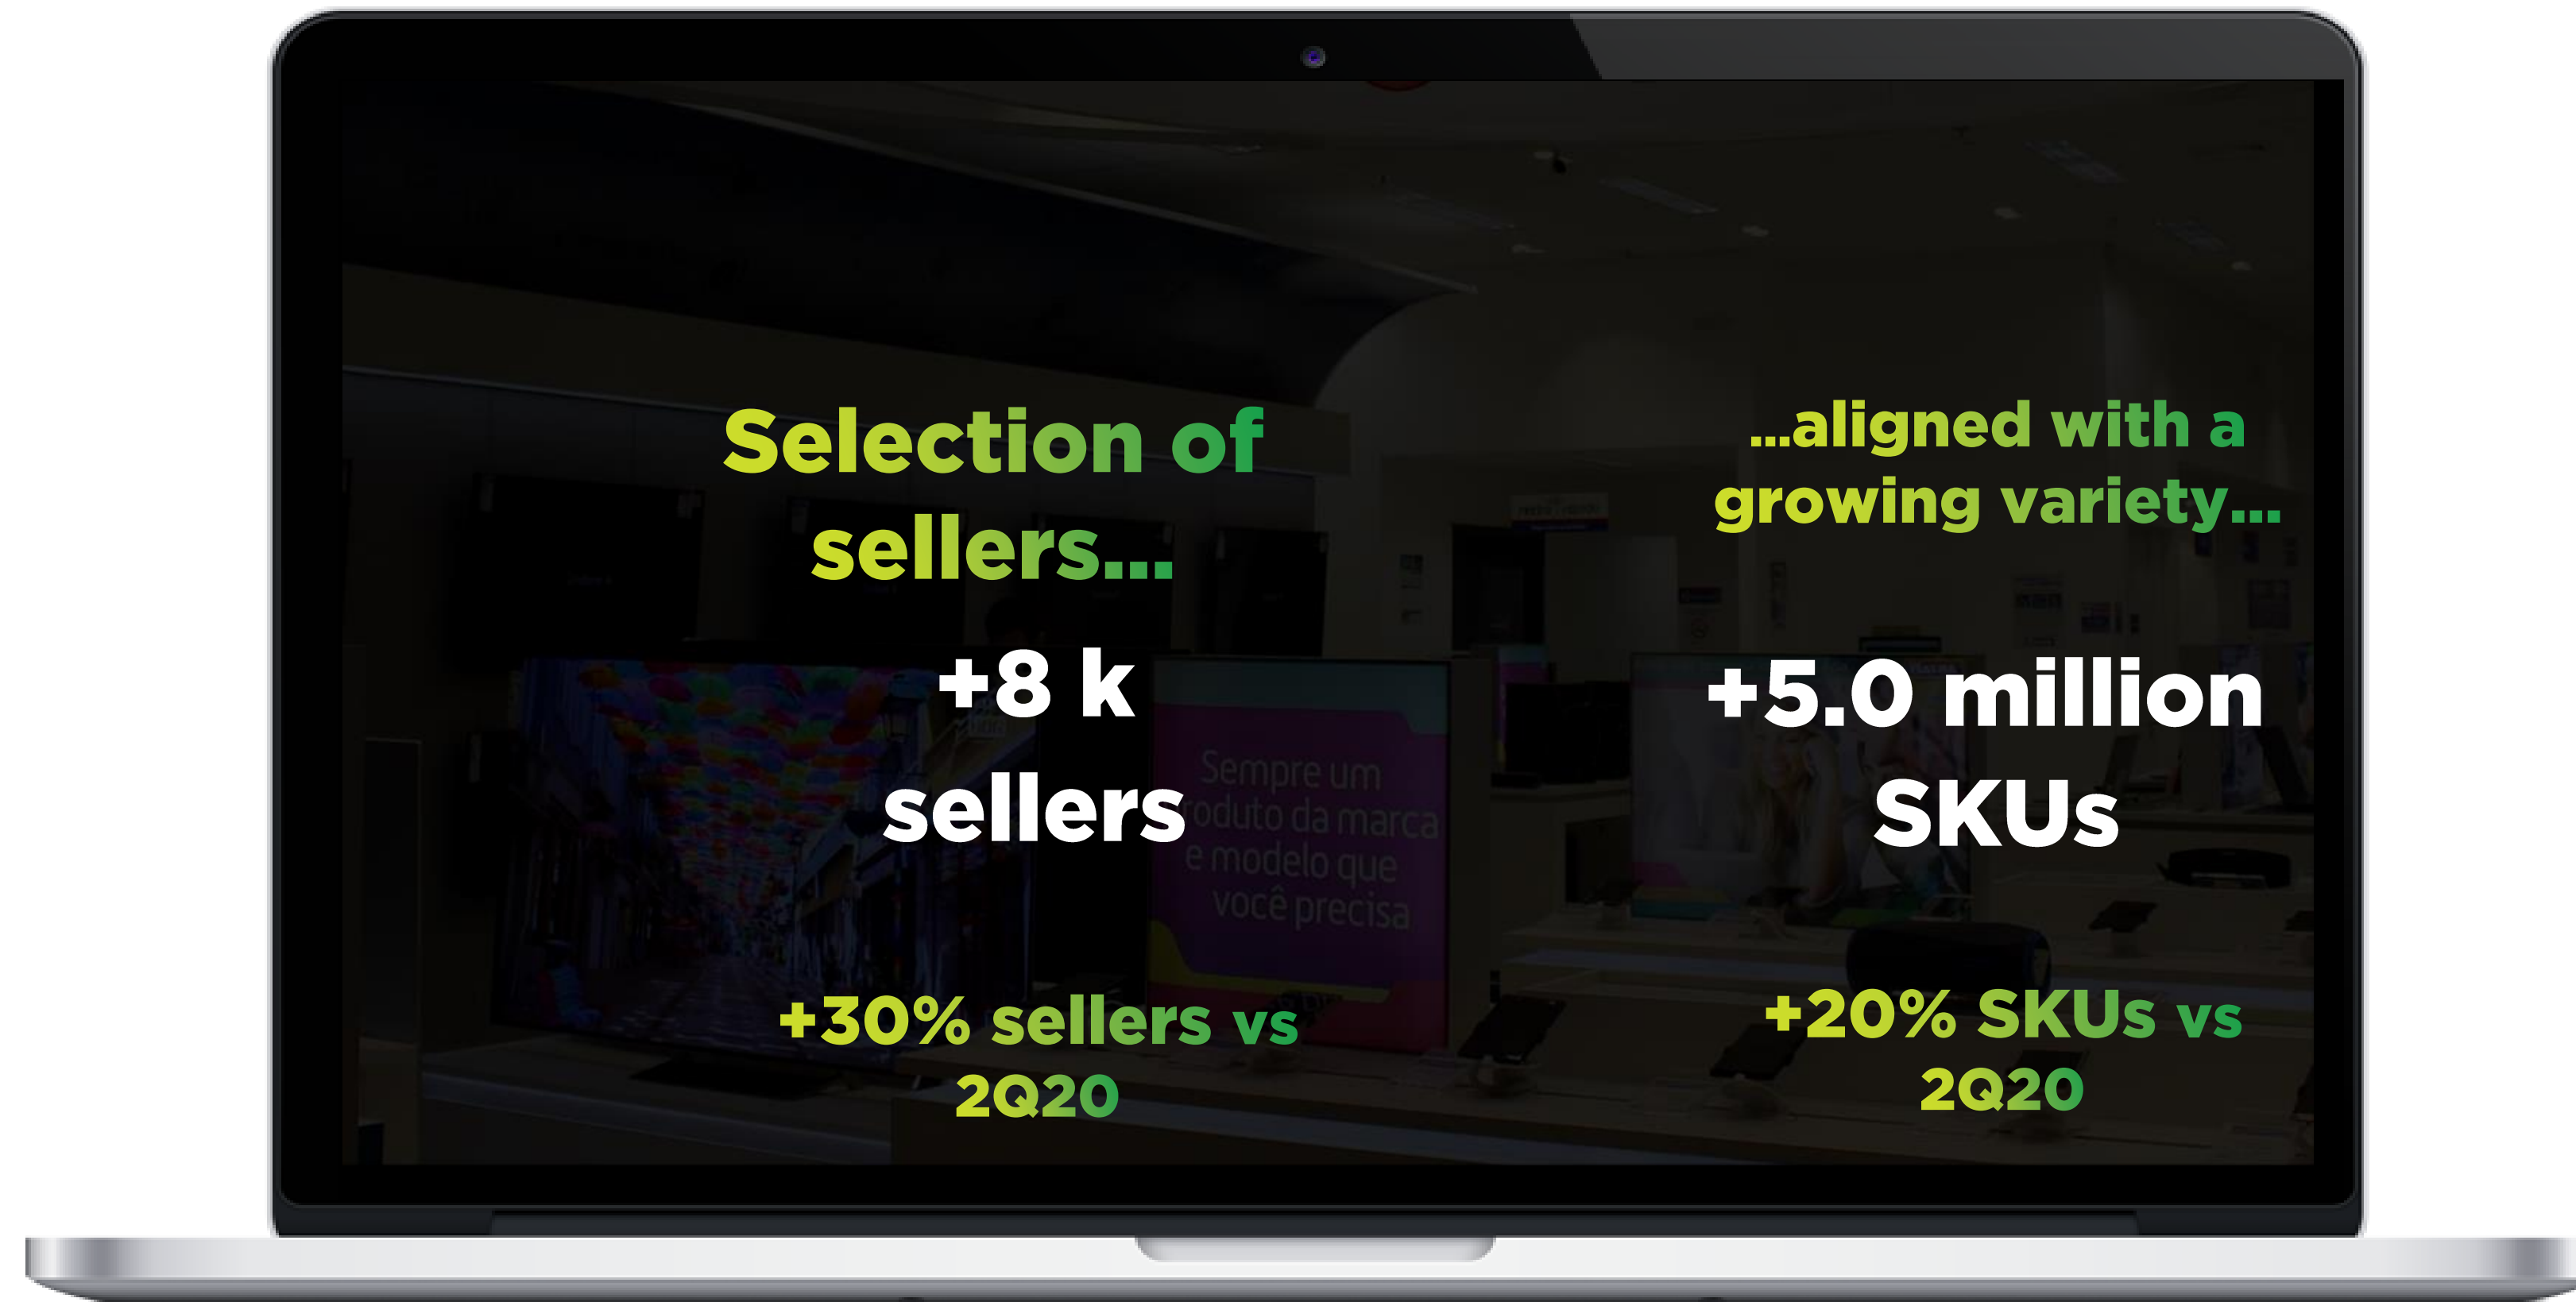 Selection of
sellers...
+8 k
sellers
+30% sellers vs
2Q20
...aligned with a
growing variety...
+5.0 million
SKUs
+20% SKUs vs
2Q20
Sempre um
da marca
e modelo que
você precisa